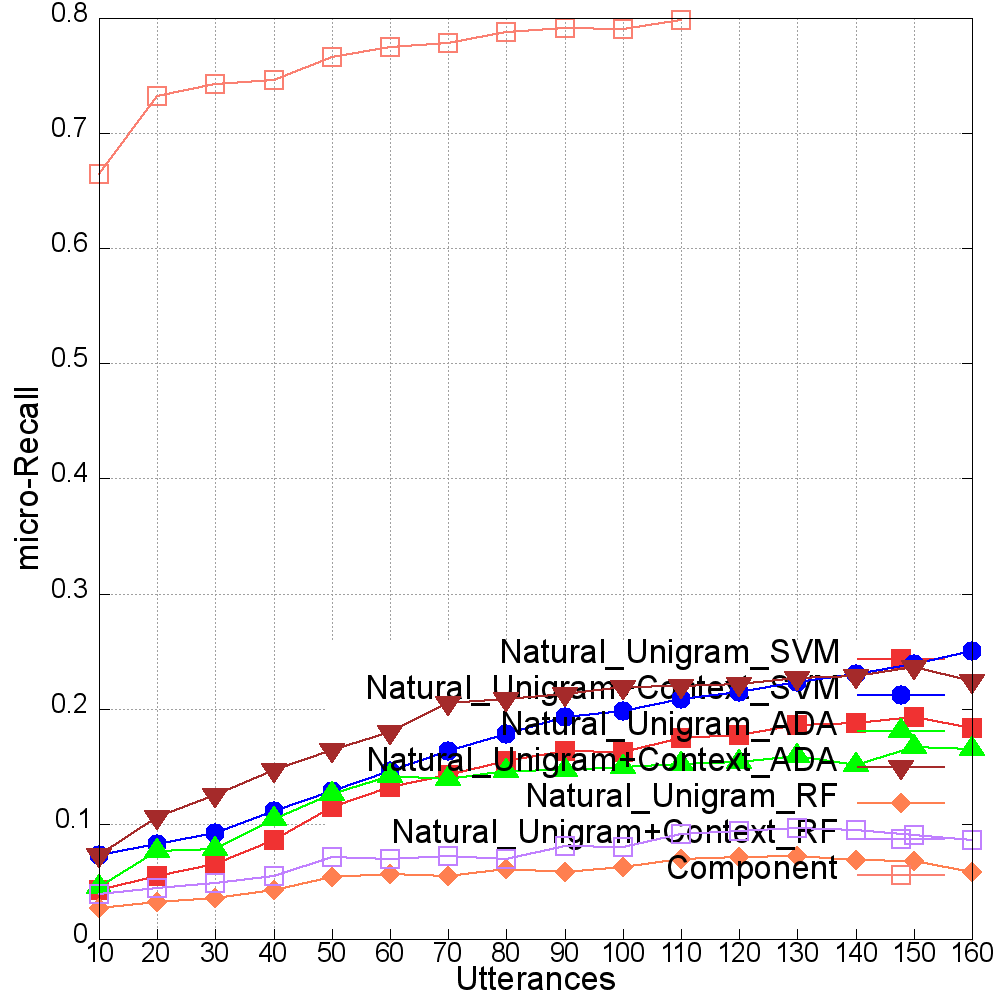 0.8
0.7
0.6
0.5
0.4
0.3
0.2
0.1
0
micro-Recall
Natural_Unigram_SVM
Natural_Unigram+Context_SVM
Natural_Unigram_ADA
Natural_Unigram+Context_ADA
Natural_Unigram_RF
Natural_Unigram+Context_RF
Component
10 20 30 40 50 60 70 80 90 100 110 120 130 140 150 160
Utterances